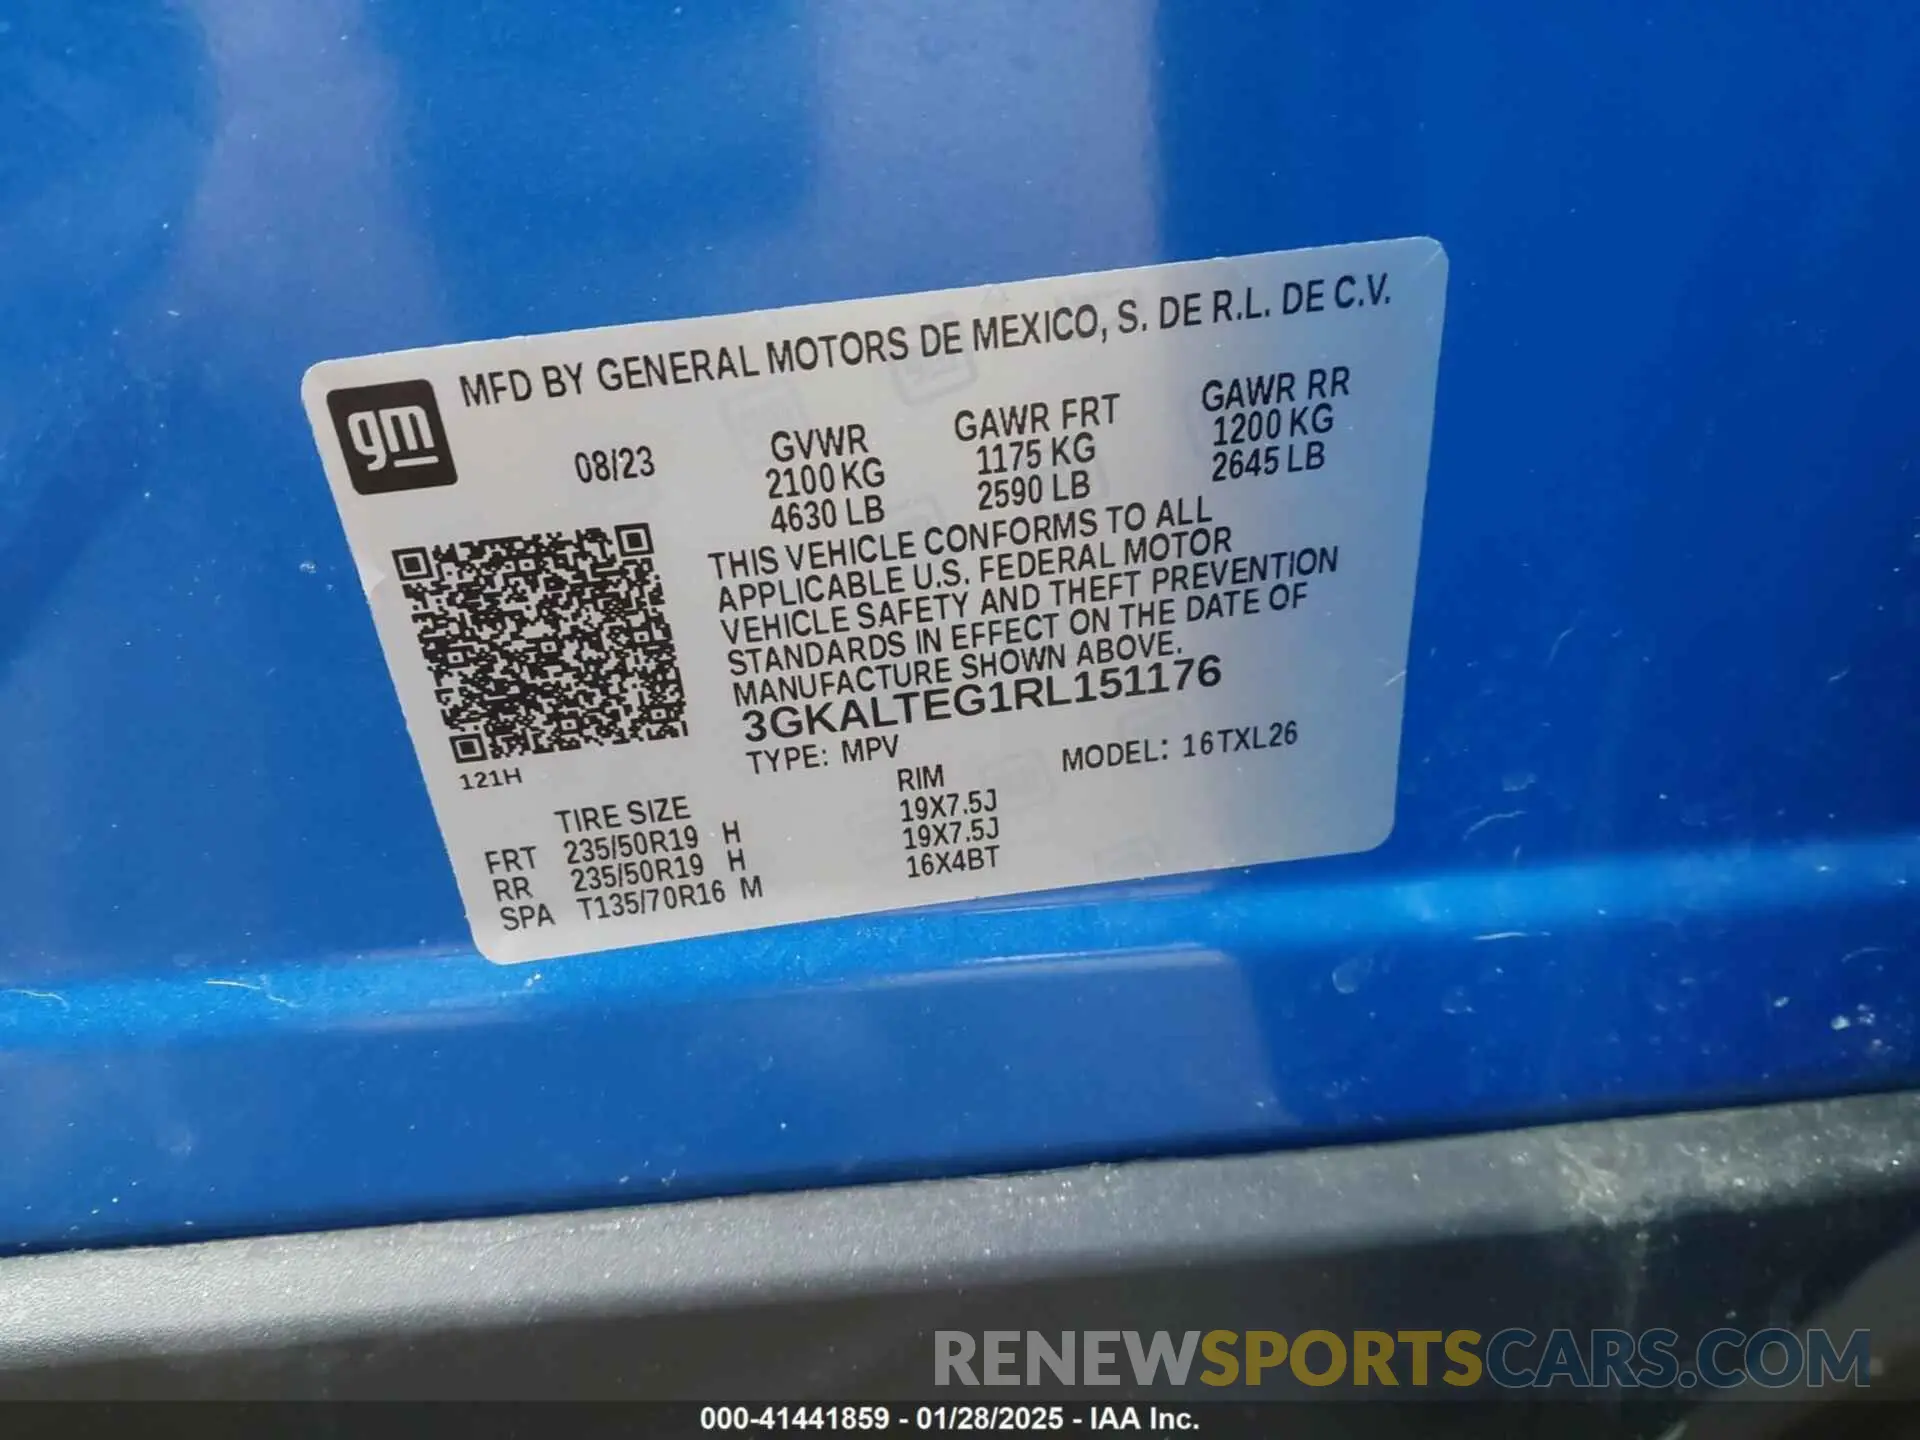 gm
MFD BY GENERAL MOTORS DE MEXICO, S. DE R.L. DE C.V.
08/23
GVWR
2100 KG
4630 LB
GAWR FRT
1175 KG
2590 LB
GAWR RR
1200 KG
2645 LB
THIS VEHICLE CONFORMS TO ALL
APPLICABLE U.S. FEDERAL MOTOR
VEHICLE SAFETY AND THEFT PREVENTION
STANDARDS IN EFFECT ON THE DATE OF
MANUFACTURE SHOWN ABOVE.
3GKALTEG1RL151176
TYPE: MPV
MODEL: 16TXL26
121H
TIRE SIZE RIM
FRT 235/50R19 H 19X7.5J
RR 235/50R19 H 19X7.5J
SPA T135/70R16 M 16X4BT
RENEWSPORTSCARS.COM
000-41441859 - 01/28/2025 - IAA Inc.